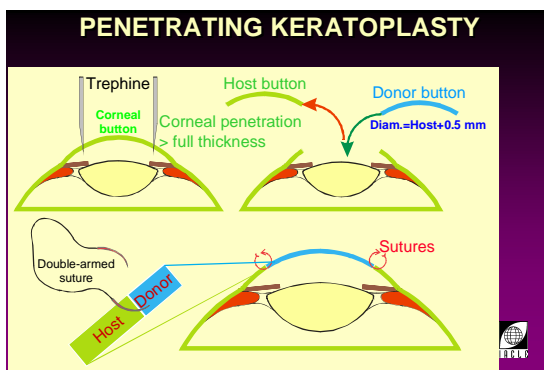 PENETRATING KERATOPLASTY
Trephine
Corneal
button
Corneal penetration
> full thickness
Host button
Donor button
Diam.=Host+0.5 mm
Double-armed
suture
Host
Donor
Sutures
IACLE